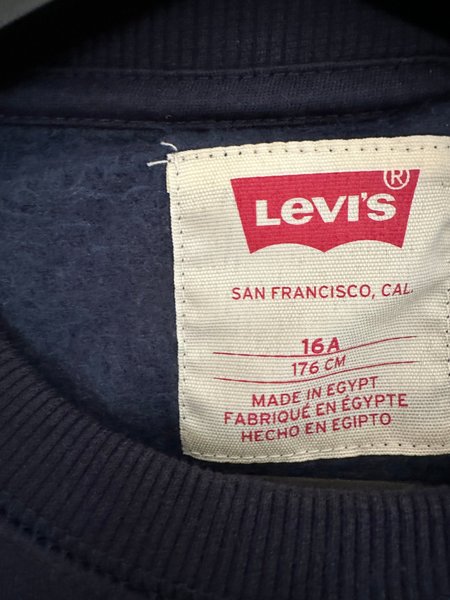 LEVI'S®
SAN FRANCISCO, CAL.
16A
176 CM
MADE IN EGYPT
FABRIQUÉ EN ÉGYPTE
HECHO EN EGIPTO